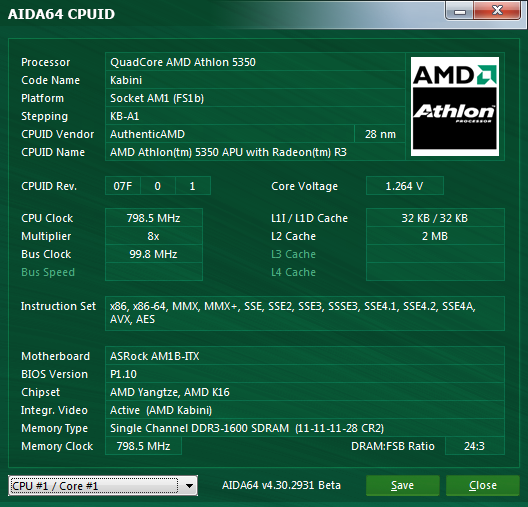 AIDA64 CPUID
Processor QuadCore AMD Athlon 5350
Code Name Kabini
Platform Socket AM1 (FS1b)
Stepping KB-A1
CPUID Vendor AuthenticAMD 28 nm
CPUID Name AMD Athlon(tm) 5350 APU with Radeon(tm) R3
AMD
Athlon
PROCESSOR
CPUID Rev. 07F 0 1 Core Voltage 1.264 V
CPU Clock 798.5 MHz L1I / L1D Cache 32 KB / 32 KB
Multiplier 8x L2 Cache 2 MB
Bus Clock 99.8 MHz L3 Cache
Bus Speed L4 Cache
Instruction Set x86, x86-64, MMX, MMX+, SSE, SSE2, SSE3, SSSE3, SSE4.1, SSE4.2, SSE4A,
AVX, AES
Motherboard ASRock AM1B-ITX
BIOS Version P1.10
Chipset AMD Yangtze, AMD K16
Integr. Video Active (AMD Kabini)
Memory Type Single Channel DDR3-1600 SDRAM (11-11-11-28 CR2)
Memory Clock 798.5 MHz DRAM:FSB Ratio 24:3
CPU #1 / Core #1 AIDA64 v4.30.2931 Beta Save Close